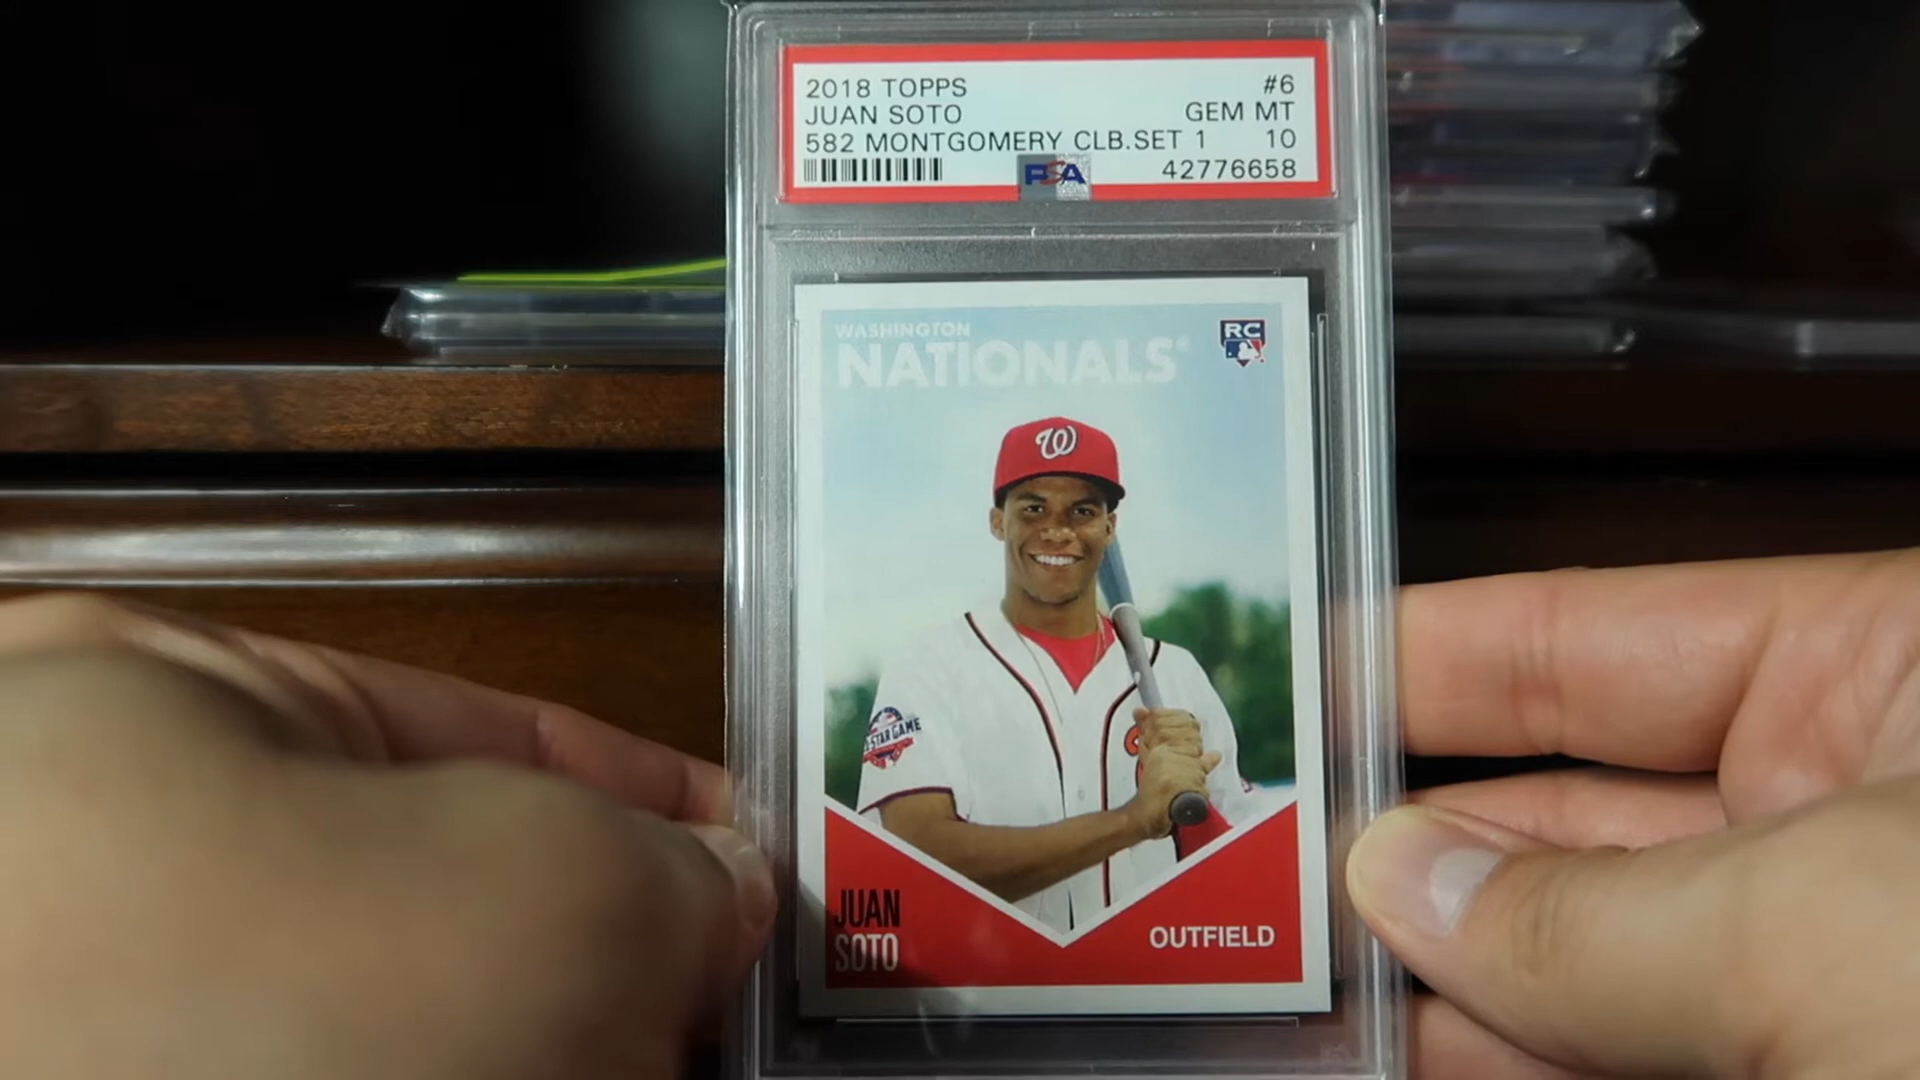 2018 TOPPS #6
JUAN SOTO GEM MT
582 MONTGOMERY CLB.SET 1 10
PSA 42776658
WASHINGTON
NATIONALS
RC
W
STAR GAME
JUAN
SOTO
OUTFIELD